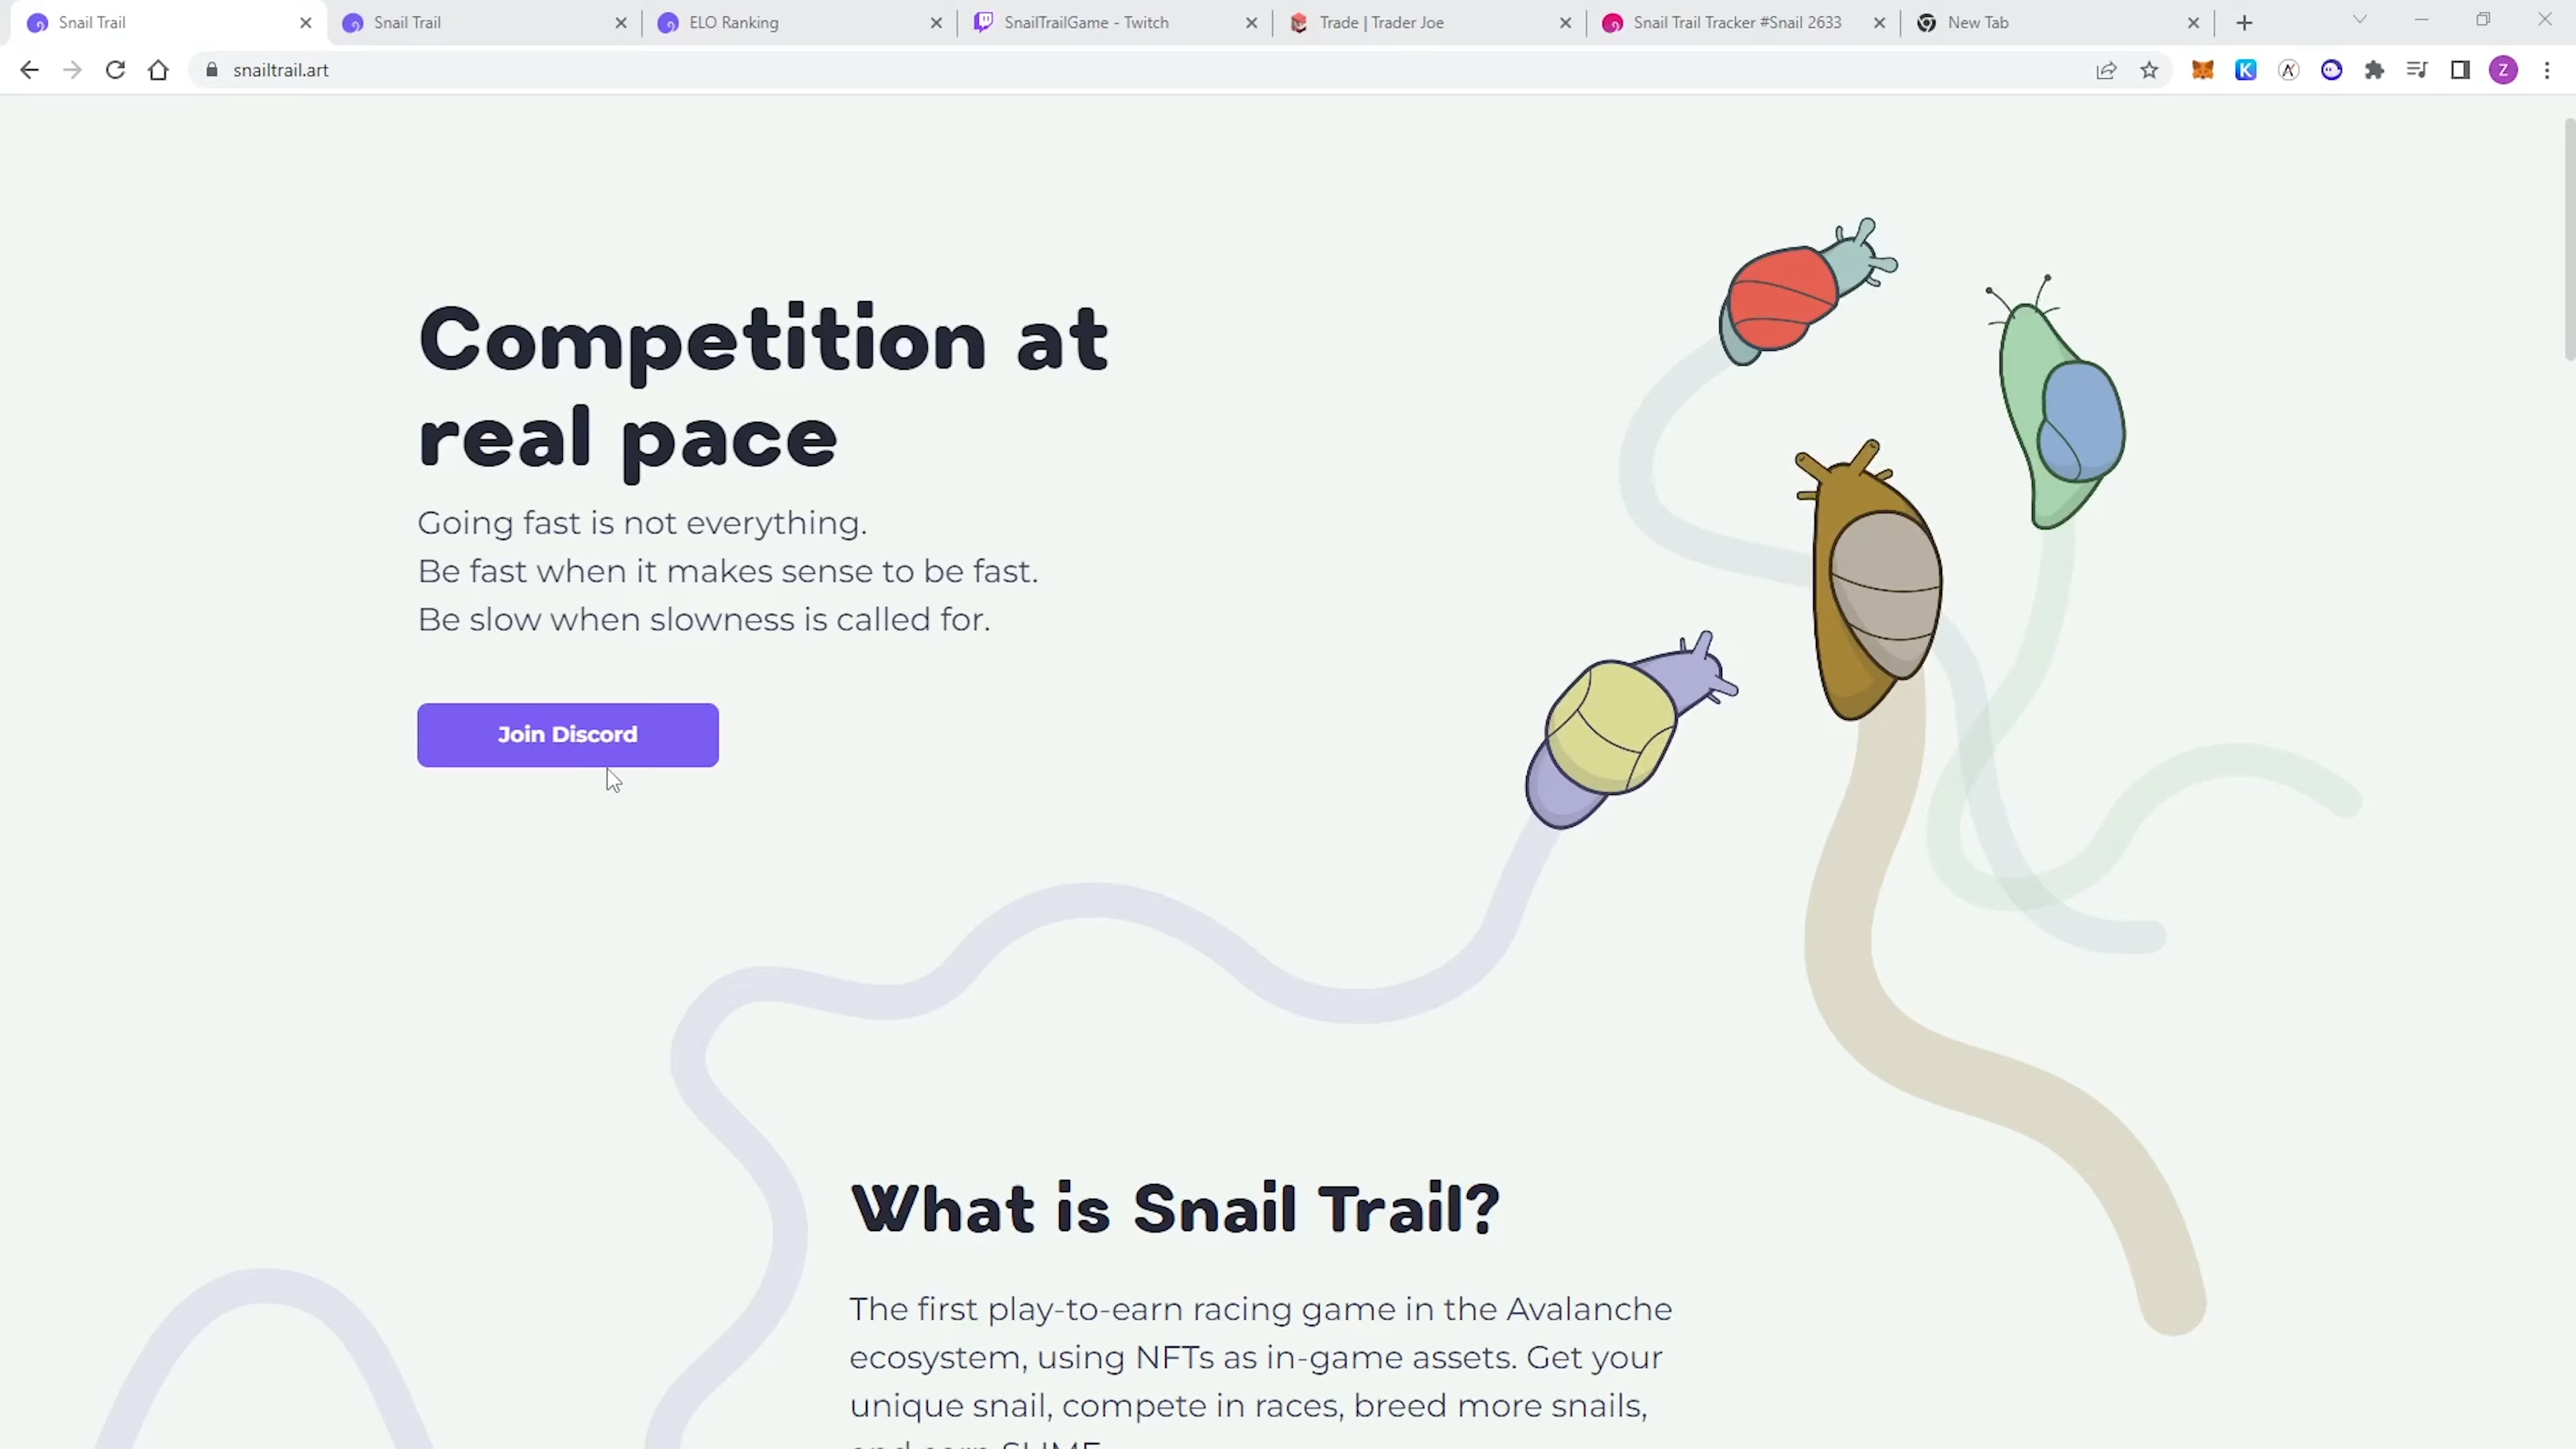 Snail Trail
Snail Trail
ELO Ranking
SnailTrailGame - Twitch
Trade | Trader Joe
Snail Trail Tracker #Snail 2633
New Tab
snailtrail.art
K
Z
Competition at
real pace
Going fast is not everything.
Be fast when it makes sense to be fast.
Be slow when slowness is called for.
Join Discord
What is Snail Trail?
The first play-to-earn racing game in the Avalanche
ecosystem, using NFTs as in-game assets. Get your
unique snail, compete in races, breed more snails,
and earn SLIME